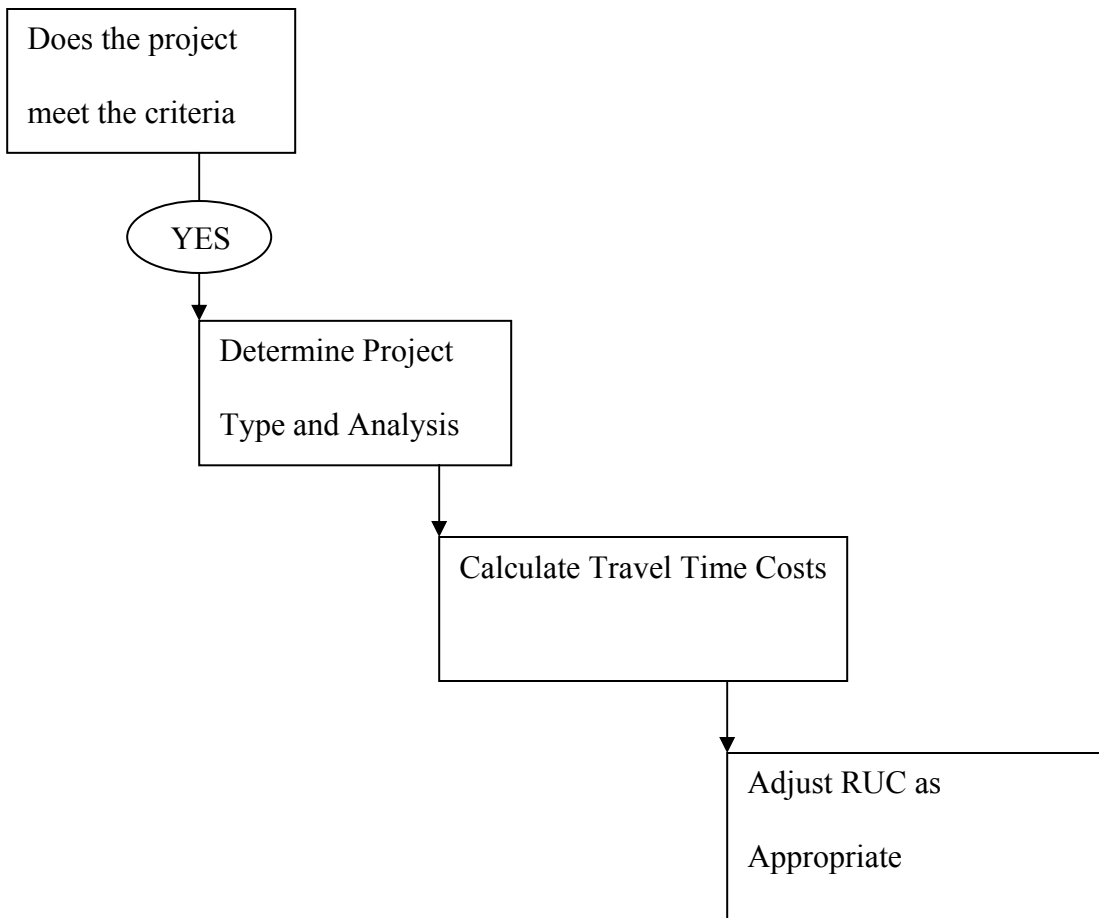 Does the project
meet the criteria
YES
Determine Project
Type and Analysis
Calculate Travel Time Costs
Adjust RUC as
Appropriate